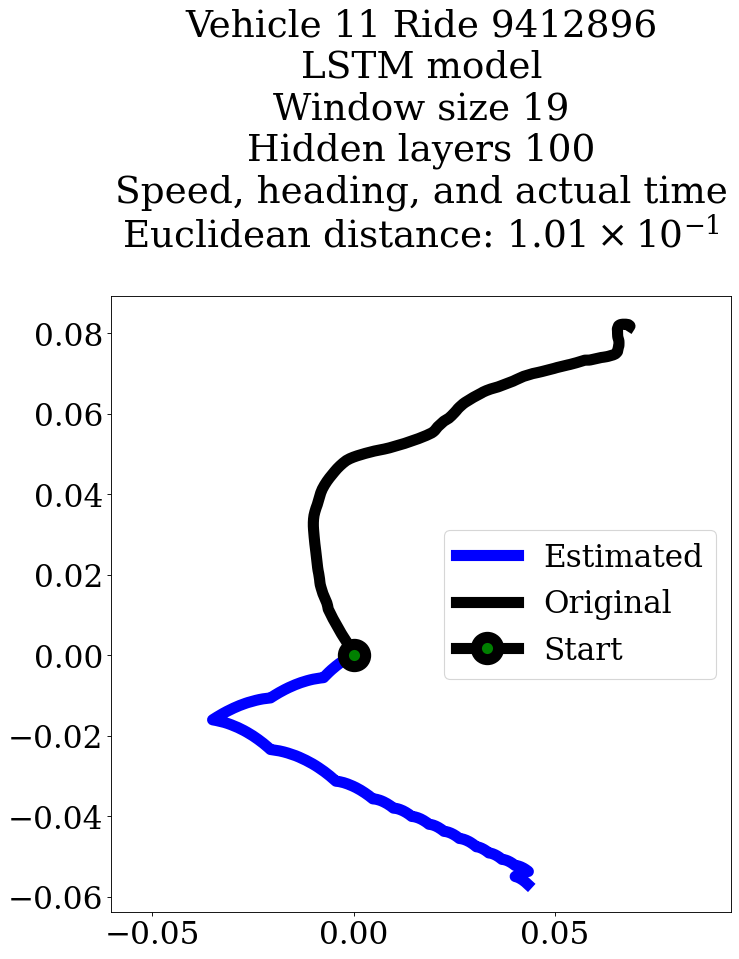 Vehicle 11 Ride 9412896
LSTM model
Window size 19
Hidden layers 100
Speed, heading, and actual time
Euclidean distance: 1.01 × 10⁻¹
0.08
0.06
0.04
0.02
0.00
−0.02
−0.04
−0.06
Estimated
Original
Start
−0.05
0.00
0.05